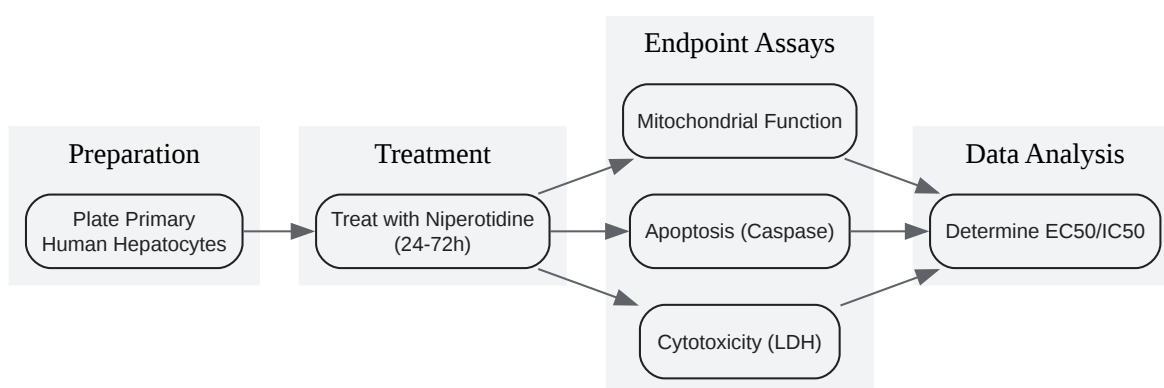 Preparation
Plate Primary
Human Hepatocytes
Treatment
Treat with Niperotidine
(24-72h)
Endpoint Assays
Mitochondrial Function
Apoptosis (Caspase)
Cytotoxicity (LDH)
Data Analysis
Determine EC50/IC50